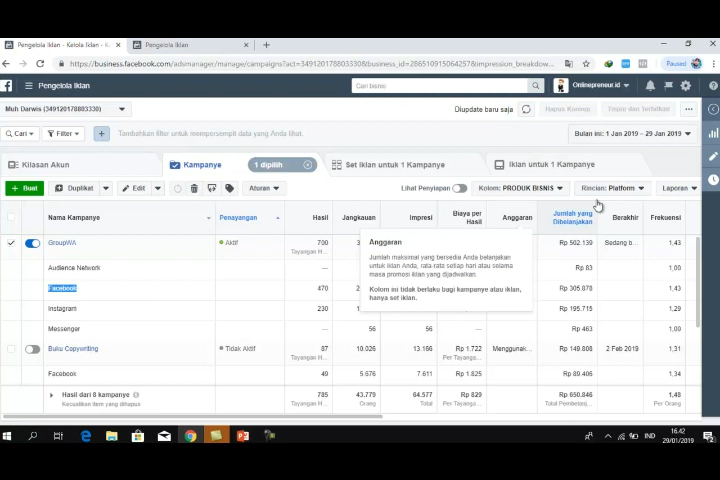 Pengelola Iklan - Kelola Iklan - K
Pengelola Iklan
https://business.facebook.com/adsmanager/manage/campaigns?act=349120178803330&business_id=2865109150642578&impression_breakdow...
Paused
Pengelola Iklan
Cari bisnis
Onlinepreneur.id
Muh Darwis (349120178803330)
Diupdate baru saja
Cari
Filter
Tambahkan filter untuk mempersempit data yang Anda lihat.
Bulan ini: 1 Jan 2019 – 29 Jan 2019
Kilasan Akun
Kampanye
1 dipilih
Set Iklan untuk 1 Kampanye
Iklan untuk 1 Kampanye
Buat
Duplikat
Edit
Aturan
Lihat Penyiapan
Kolom: PRODUK BISNIS
Rincian: Platform
Laporan
Nama Kampanye
Penayangan
Hasil
Jangkauan
Impresi
Biaya per Hasil
Anggaran
Jumlah yang Dibelanjakan
Berakhir
Frekuensi
GroupWA
Aktif
700
Tayangan H...
Rp 502.139
Sedang b...
1,43
Anggaran
Jumlah maksimal yang bersedia Anda belanjakan
untuk iklan Anda, rata-rata setiap hari atau selama
masa promosi iklan yang dijadwalkan.
Kolom ini tidak berlaku bagi kampanye atau iklan,
hanya set iklan.
Audience Network
—
Rp 83
1,00
Facebook
470
Rp 305.878
1,43
Instagram
—
Rp 195.715
1,29
Messenger
—
56
56
—
Rp 463
1,00
Buku Copywriting
Tidak Aktif
87
Tayangan H...
10.026
13.166
Rp 1.722
Per Tayanga...
Menggunak...
Rp 149.808
2 Feb 2019
1,31
Facebook
49
5.676
7.611
Rp 1.825
Rp 89.406
1,34
Hasil dari 8 kampanye
Kecualikan item yang dihapus
785
Tayangan H...
43.779
Orang
64.577
Total
Rp 829
Per Tayanga...
Rp 650.846
Total Pembelanj...
1,48
Per Orang
IND
16.42
29/01/2019